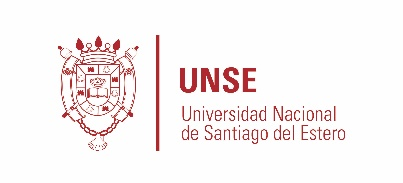 UNSE
Universidad Nacional
de Santiago del Estero